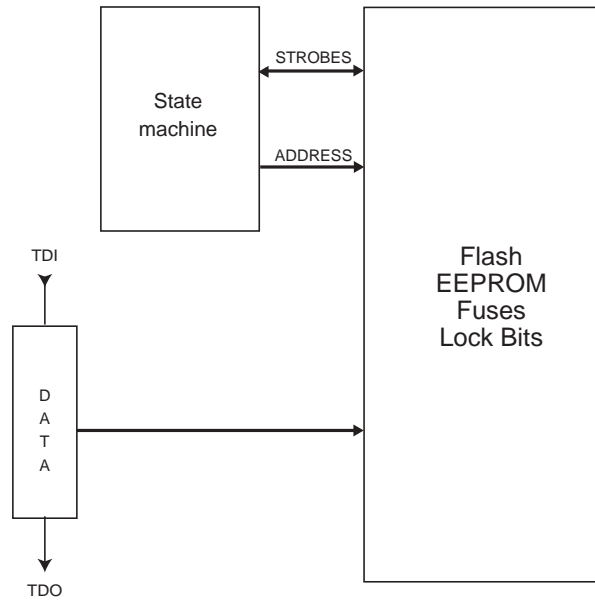 STROBES
State
machine
ADDRESS
TDI
Flash
EEPROM
Fuses
Lock Bits
D
A
T
A
TDO